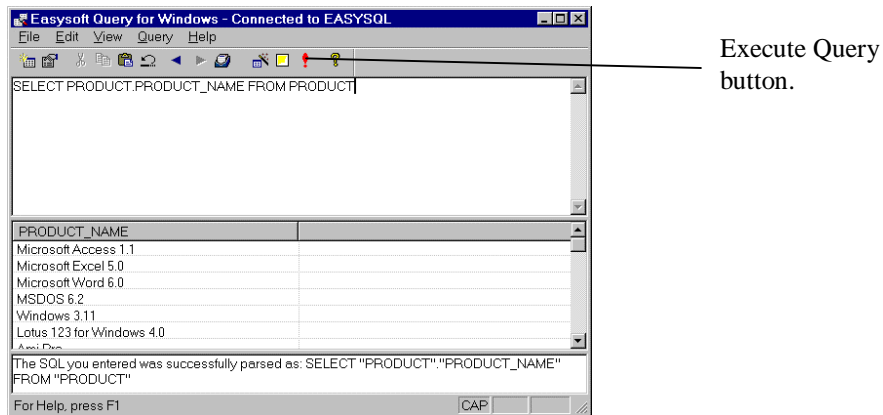 Easysoft Query for Windows - Connected to EASYSQL
File Edit View Query Help
Execute Query
button.
SELECT PRODUCT.PRODUCT_NAME FROM PRODUCT
PRODUCT_NAME
Microsoft Access 1.1
Microsoft Excel 5.0
Microsoft Word 6.0
MSDOS 6.2
Windows 3.11
Lotus 123 for Windows 4.0
Ami Pro
The SQL you entered was successfully parsed as: SELECT "PRODUCT"."PRODUCT_NAME"
FROM "PRODUCT"
For Help, press F1
CAP